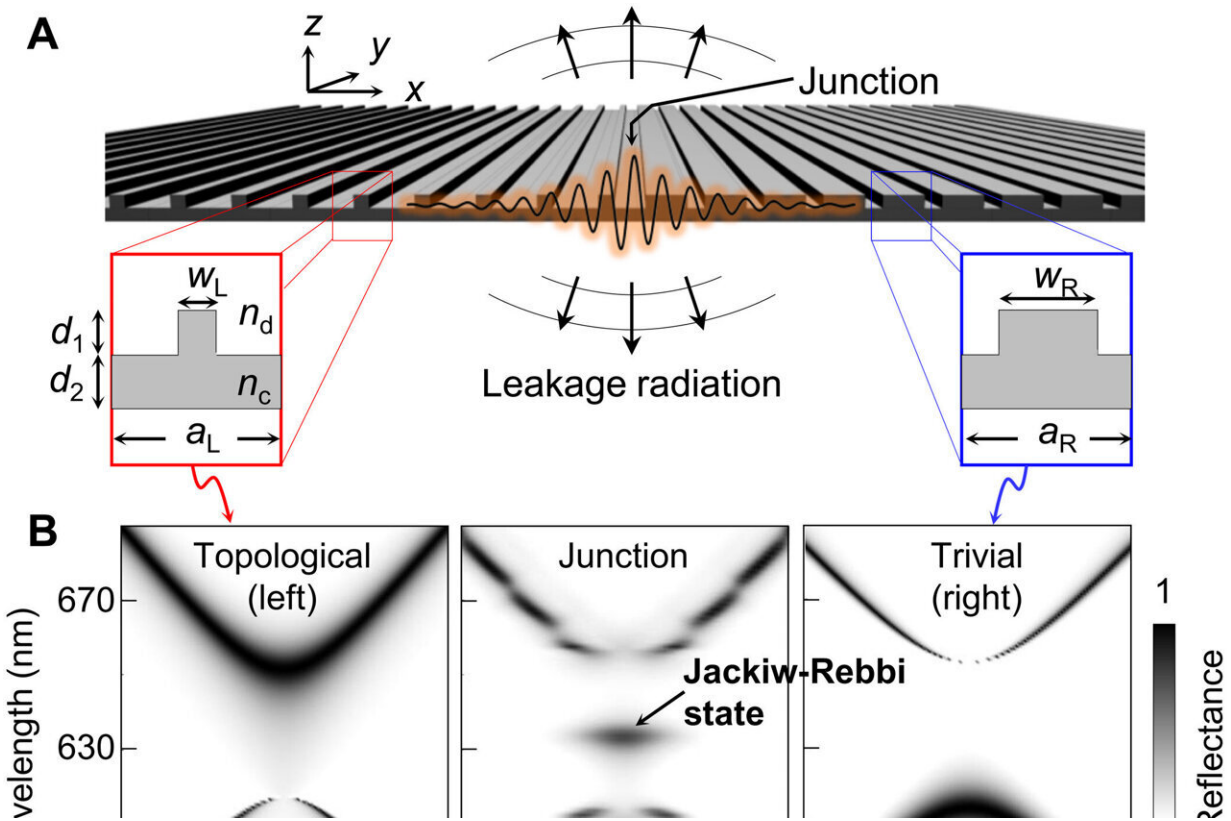 A
z
y
x
Junction
w_L
n_d
d_1
d_2
n_c
a_L
Leakage radiation
w_R
a_R
B
Topological
(left)
Junction
Trivial
(right)
670
630
Jackiw-Rebbi
state
1
Reflectance
(nm)